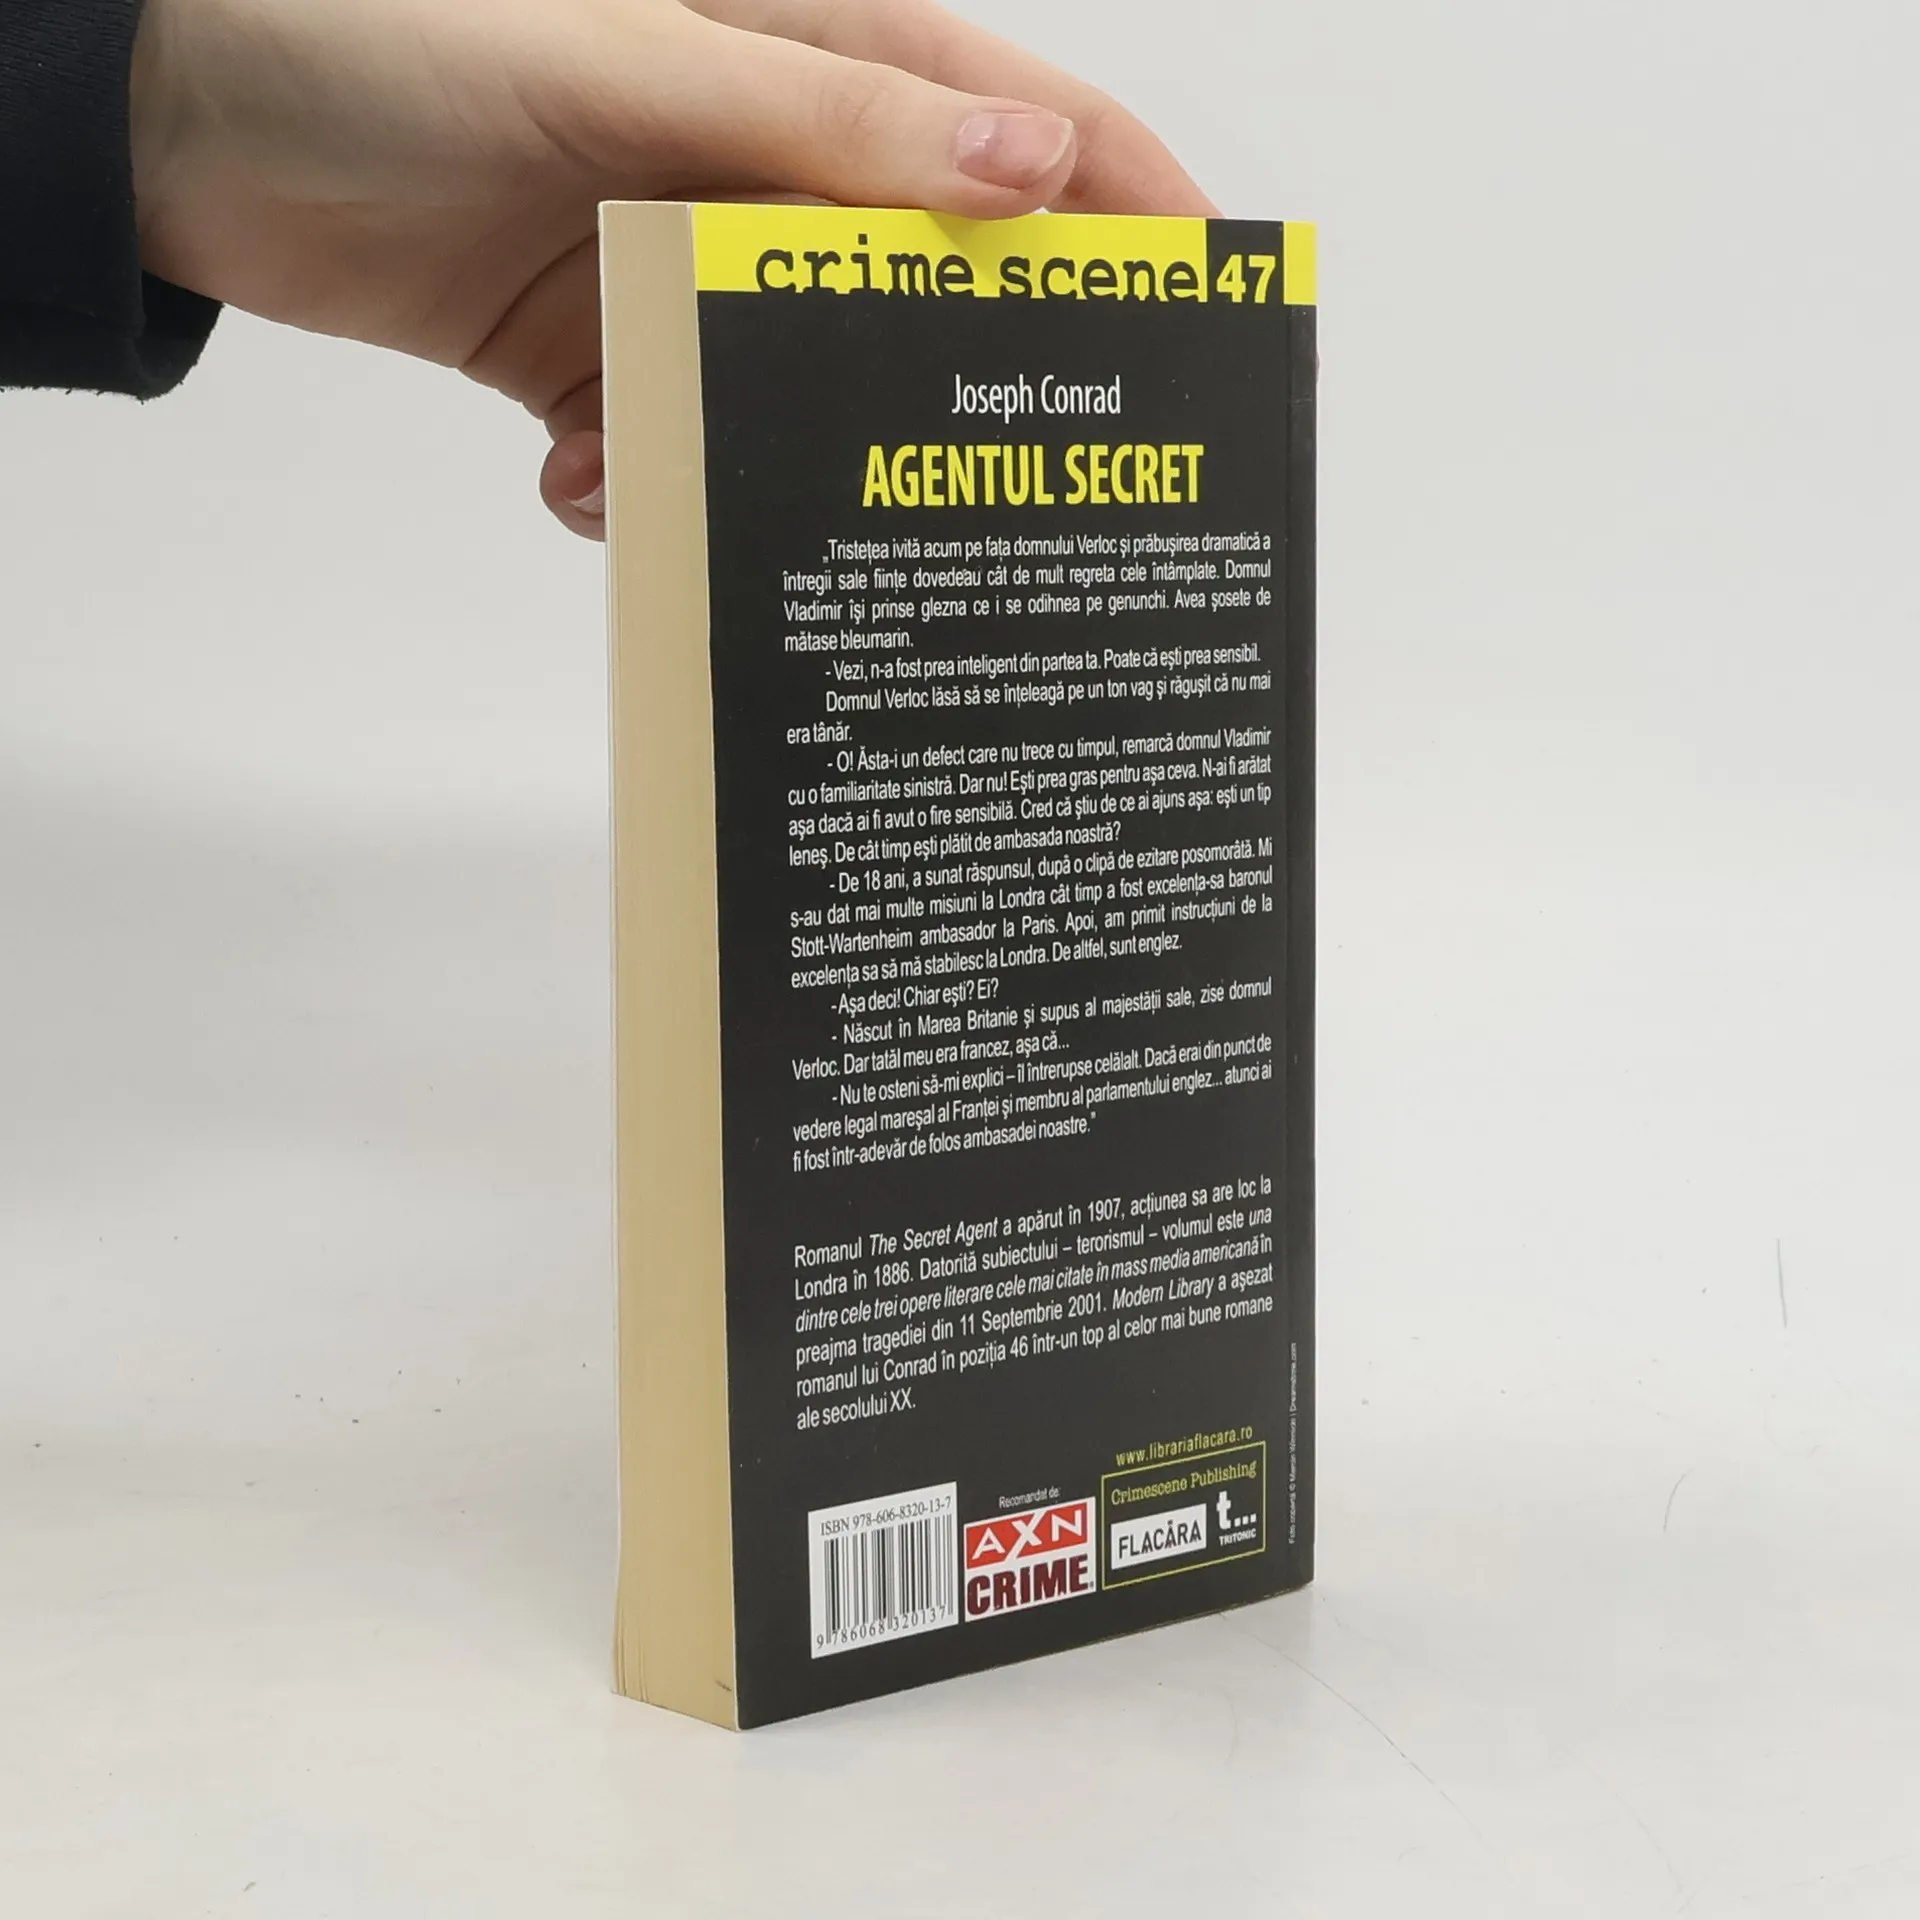 crime scene 47
Joseph Conrad
AGENTUL SECRET
„Tristețea ivită acum pe fața domnului Verloc și prăbușirea dramatică a
întregii sale ființe dovedeau cât de mult regreta cele întâmplate. Domnul
Vladimir își prinse glezna ce i se odihnea pe genunchi. Avea șosete de
mătase bleumarin.
- Vezi, n-a fost prea inteligent din partea ta. Poate că ești prea sensibil.
Domnul Verloc lăsă să se înțeleagă pe un ton vag și răgușit că nu mai
era tânăr.
- O! Ăsta-i un defect care nu trece cu timpul, remarcă domnul Vladimir
cu o familiaritate sinistră. Dar nu! Ești prea gras pentru așa ceva. N-ai fi arătat
așa dacă ai fi avut o fire sensibilă. Cred că știu de ce ai ajuns așa: ești un tip
leneș. De cât timp ești plătit de ambasada noastră?
- De 18 ani, a sunat răspunsul, după o clipă de ezitare posomorâtă. Mi
s-au dat mai multe misiuni la Londra cât timp a fost excelența-sa baronul
Stott-Wartenheim ambasador la Paris. Apoi, am primit instrucțiuni de la
excelența sa să mă stabilesc la Londra. De altfel, sunt englez.
- Așa deci! Chiar ești? Ei?
- Născut în Marea Britanie și supus al majestății sale, zise domnul
Verloc. Dar tatăl meu era francez, așa că...
- Nu te osteni să-mi explici – îl întrerupse celălalt. Dacă erai din punct de
vedere legal mareșal al Franței și membru al parlamentului englez... atunci ai
fi fost într-adevăr de folos ambasadei noastre.”
Romanul The Secret Agent a apărut în 1907, acțiunea sa are loc la
Londra în 1886. Datorită subiectului – terorismul – volumul este una
dintre cele trei opere literare cele mai citate în mass media americană în
preajma tragediei din 11 Septembrie 2001. Modern Library a așezat
romanul lui Conrad în poziția 46 într-un top al celor mai bune romane
ale secolului XX.
www.librariaflacara.ro
Crimescene Publishing
FLACĂRA
t...
TRITONIC
Recomandat de:
AXN
CRIME
ISBN 978-606-8320-13-7
9 786068 320137